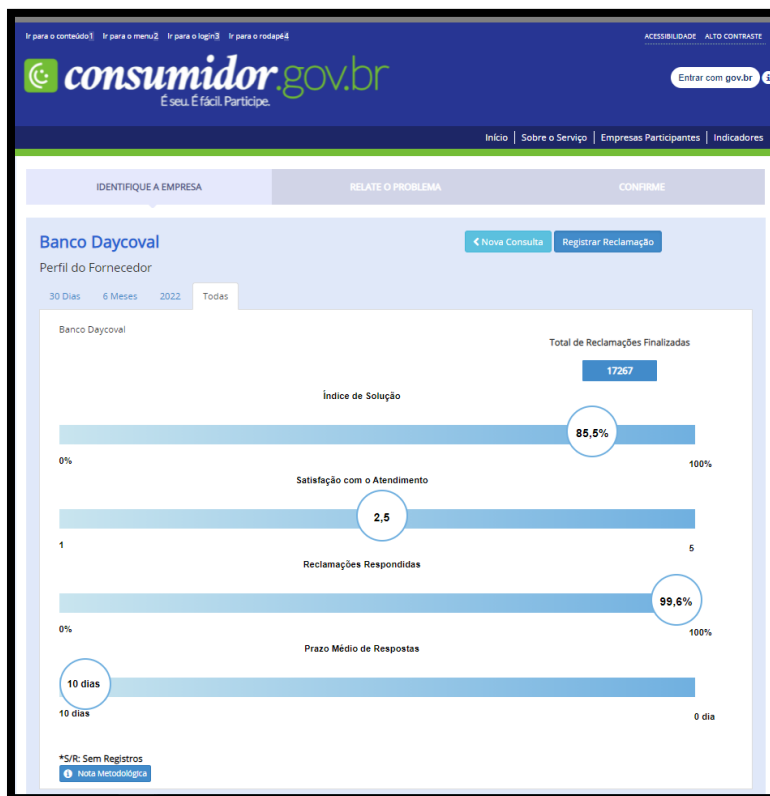 Ir para o conteúdo1 Ir para o menu2 Ir para o login3 Ir para o rodapé4 ACESSIBILIDADE ALTO CONTRASTE
consumidor.gov.br
É seu. É fácil. Participe.
Entrar com gov.br
Início | Sobre o Serviço | Empresas Participantes | Indicadores
IDENTIFIQUE A EMPRESA RELATE O PROBLEMA CONFIRME
Banco Daycoval Nova Consulta Registrar Reclamação
Perfil do Fornecedor
30 Dias 6 Meses 2022 Todas
Banco Daycoval
Total de Reclamações Finalizadas
17267
Índice de Solução
85,5%
0% 100%
Satisfação com o Atendimento
2,5
1 5
Reclamações Respondidas
99,6%
0% 100%
Prazo Médio de Respostas
10 dias
10 dias 0 dia
*S/R: Sem Registros
Nota Metodológica